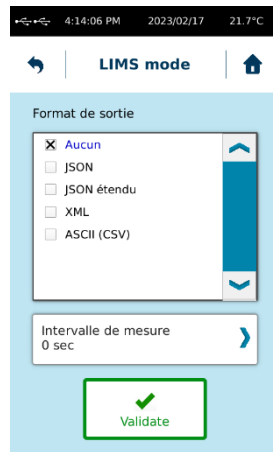 4:14:06 PM 2023/02/17 21.7°C
LIMS mode
Format de sortie
Aucun
JSON
JSON étendu
XML
ASCII (CSV)
Intervalle de mesure
0 sec
Validate